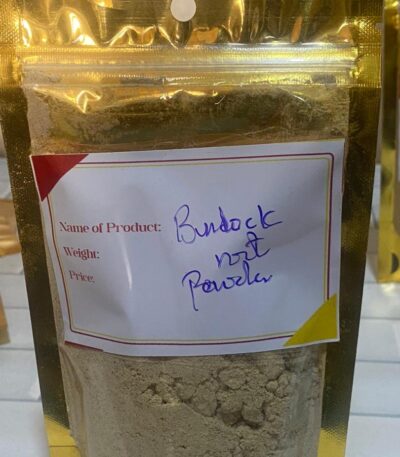 Name of Product: Burdock
Weight: root
Price: Powder